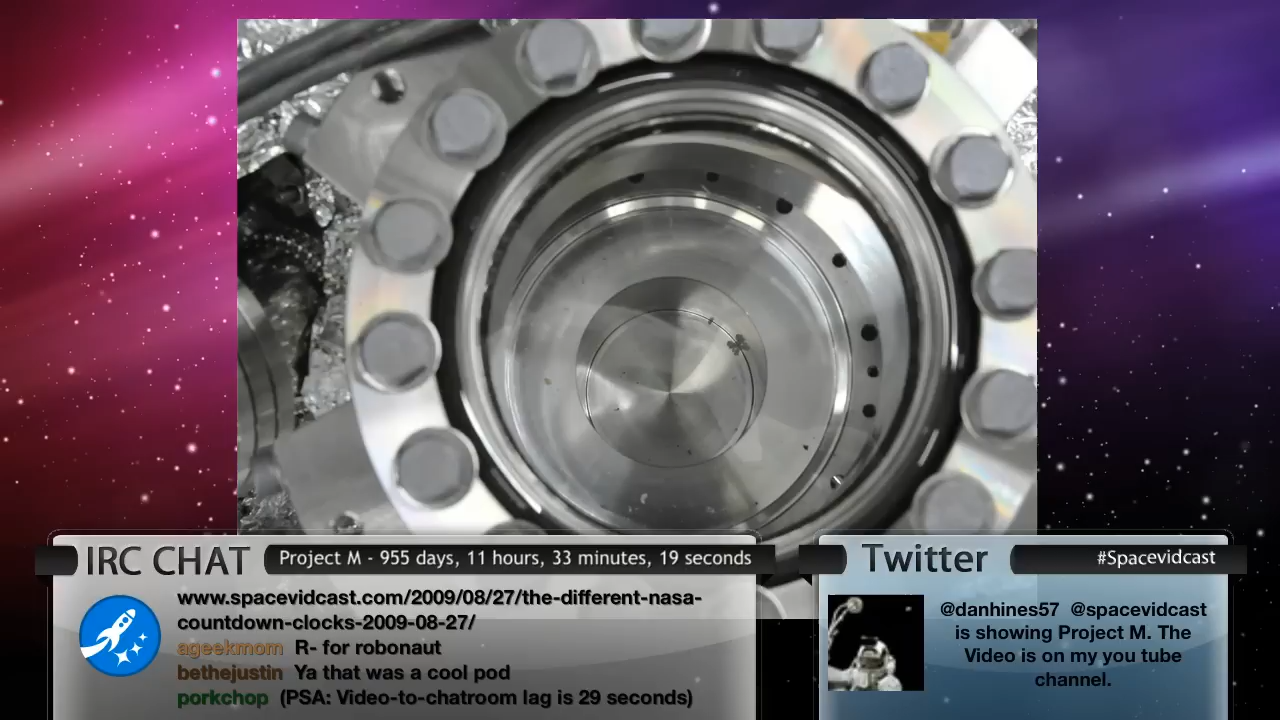 IRC CHAT
Project M - 955 days, 11 hours, 33 minutes, 19 seconds
www.spacevidcast.com/2009/08/27/the-different-nasa-
countdown-clocks-2009-08-27/
ageekmom R- for robonaut
bethejustin Ya that was a cool pod
porkchop (PSA: Video-to-chatroom lag is 29 seconds)
Twitter
#Spacevidcast
@danhines57 @spacevidcast
is showing Project M. The
Video is on my you tube
channel.